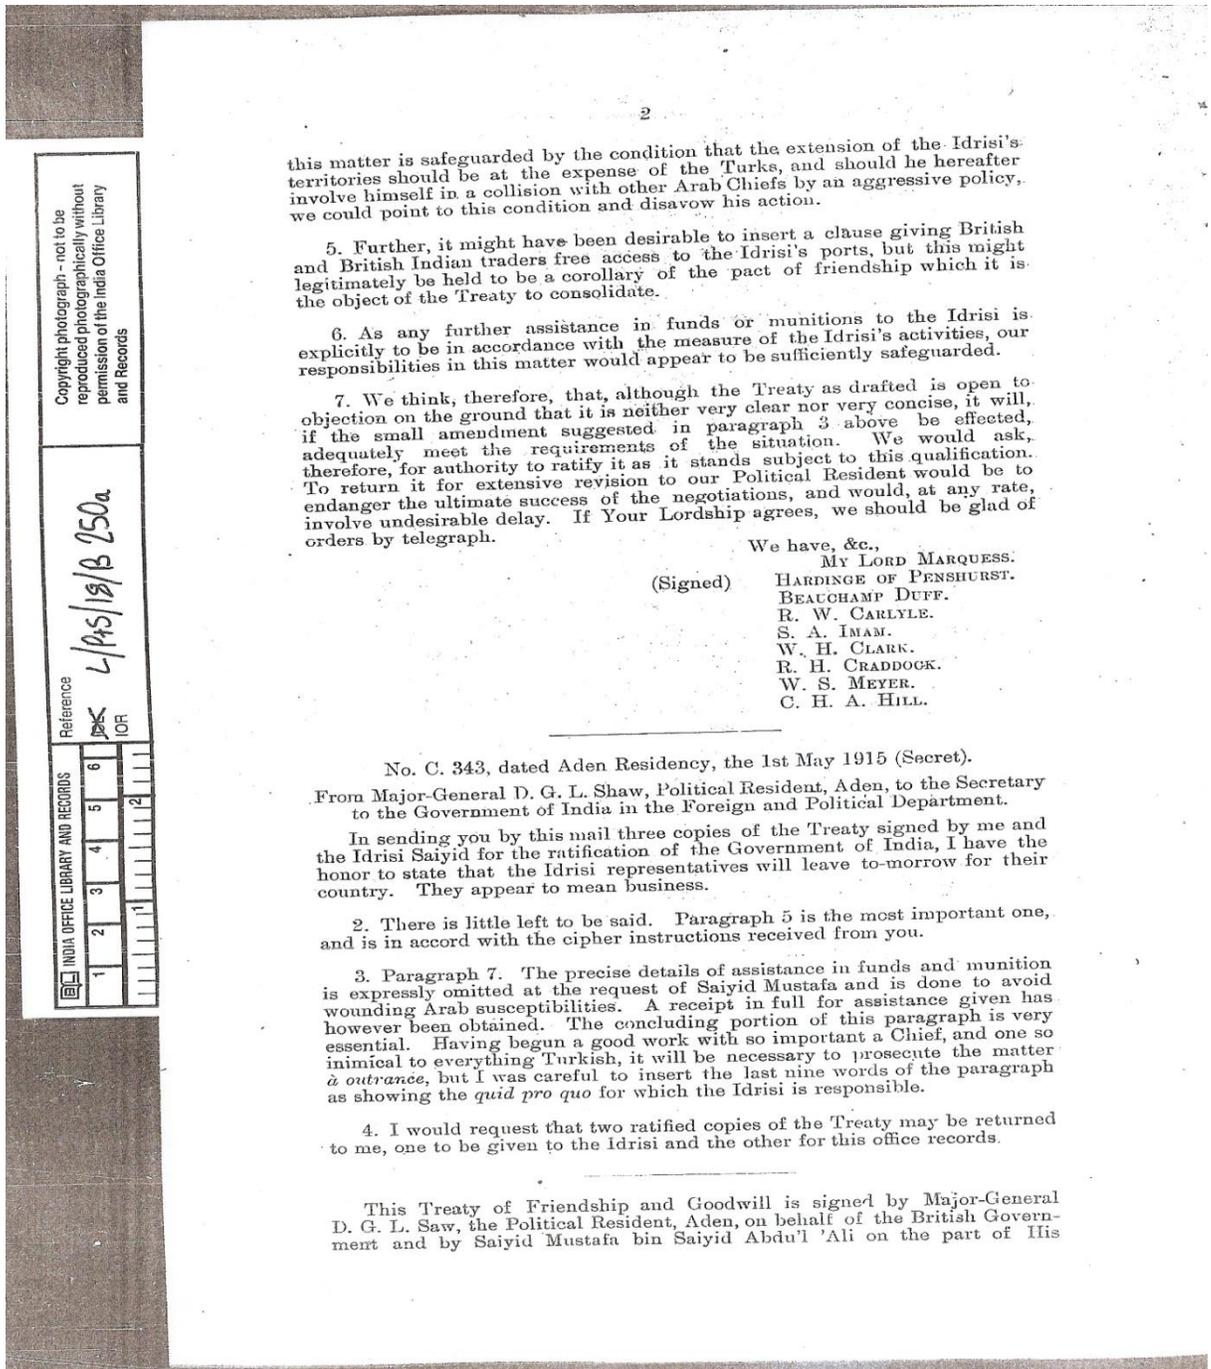 2
this matter is safeguarded by the condition that the extension of the Idrisi's
territories should be at the expense of the Turks, and should he hereafter
involve himself in a collision with other Arab Chiefs by an aggressive policy,
we could point to this condition and disavow his action.
5. Further, it might have been desirable to insert a clause giving British
and British Indian traders free access to the Idrisi's ports, but this might
legitimately be held to be a corollary of the pact of friendship which it is
the object of the Treaty to consolidate.
6. As any further assistance in funds or munitions to the Idrisi is
explicitly to be in accordance with the measure of the Idrisi's activities, our
responsibilities in this matter would appear to be sufficiently safeguarded.
7. We think, therefore, that, although the Treaty as drafted is open to
objection on the ground that it is neither very clear nor very concise, it will,
if the small amendment suggested in paragraph 3 above be effected,
adequately meet the requirements of the situation. We would ask,
therefore, for authority to ratify it as it stands subject to this qualification.
To return it for extensive revision to our Political Resident would be to
endanger the ultimate success of the negotiations, and would, at any rate,
involve undesirable delay. If Your Lordship agrees, we should be glad of
orders by telegraph.
We have, &c.,
MY LORD MARQUESS.
(Signed) HARDINGE OF PENSHURST.
BEAUCHAMP DUFF.
R. W. CARLYLE.
S. A. IMAM.
W. H. CLARK.
R. H. CRADDOCK.
W. S. MEYER.
C. H. A. HILL.
No. C. 343, dated Aden Residency, the 1st May 1915 (Secret).
From Major-General D. G. L. Shaw, Political Resident, Aden, to the Secretary
to the Government of India in the Foreign and Political Department.
In sending you by this mail three copies of the Treaty signed by me and
the Idrisi Saiyid for the ratification of the Government of India, I have the
honor to state that the Idrisi representatives will leave to-morrow for their
country. They appear to mean business.
2. There is little left to be said. Paragraph 5 is the most important one,
and is in accord with the cipher instructions received from you.
3. Paragraph 7. The precise details of assistance in funds and munition
is expressly omitted at the request of Saiyid Mustafa and is done to avoid
wounding Arab susceptibilities. A receipt in full for assistance given has
however been obtained. The concluding portion of this paragraph is very
essential. Having begun a good work with so important a Chief, and one so
inimical to everything Turkish, it will be necessary to prosecute the matter
à outrance, but I was careful to insert the last nine words of the paragraph
as showing the quid pro quo for which the Idrisi is responsible.
4. I would request that two ratified copies of the Treaty may be returned
to me, one to be given to the Idrisi and the other for this office records.
This Treaty of Friendship and Goodwill is signed by Major-General
D. G. L. Saw, the Political Resident, Aden, on behalf of the British Govern-
ment and by Saiyid Mustafa bin Saiyid Abdu'l 'Ali on the part of His
Copyright photograph - not to be
reproduced photographically without
permission of the India Office Library
and Records
Reference
L/P+S/18/B 250a
IOR
BL INDIA OFFICE LIBRARY AND RECORDS
1 2 3 4 5 6
1 2